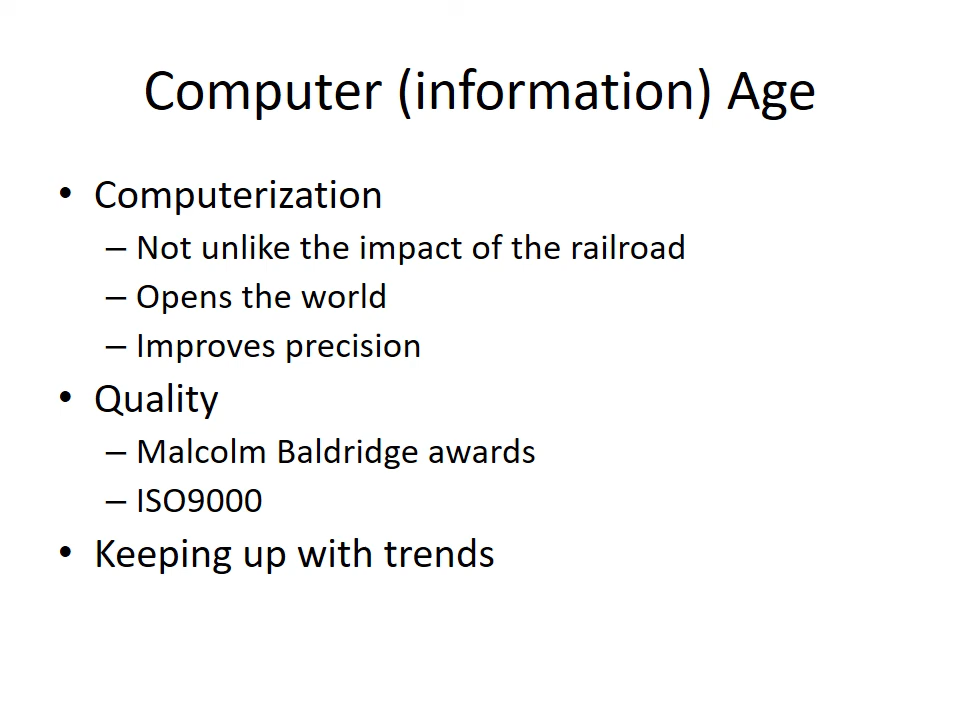 Computer (information) Age
• Computerization
– Not unlike the impact of the railroad
– Opens the world
– Improves precision
• Quality
– Malcolm Baldridge awards
– ISO9000
• Keeping up with trends